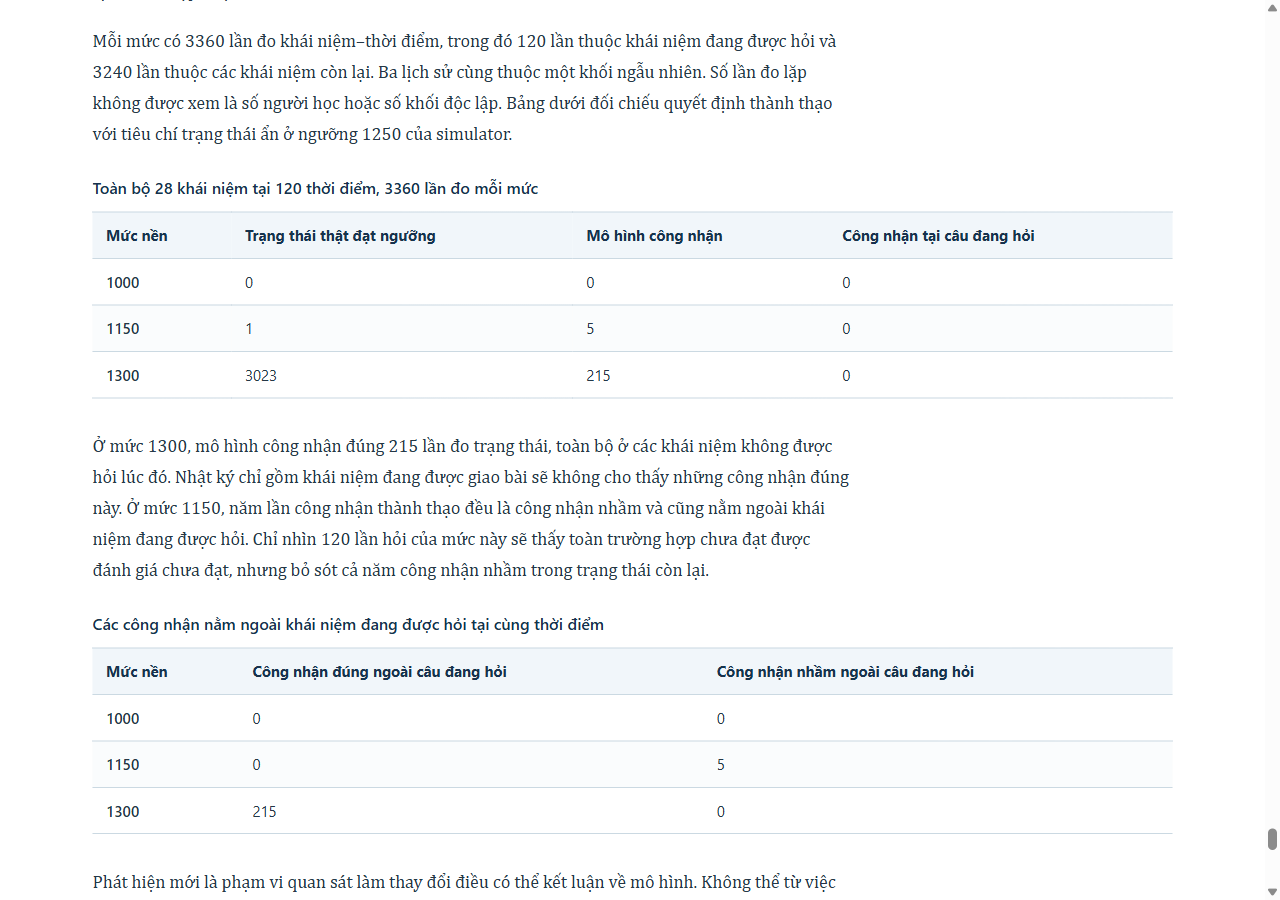 Mỗi mức có 3360 lần đo khái niệm–thời điểm, trong đó 120 lần thuộc khái niệm đang được hỏi và
3240 lần thuộc các khái niệm còn lại. Ba lịch sử cùng thuộc một khối ngẫu nhiên. Số lần đo lặp
không được xem là số người học hoặc số khối độc lập. Bảng dưới đối chiếu quyết định thành thạo
với tiêu chí trạng thái ẩn ở ngưỡng 1250 của simulator.
Toàn bộ 28 khái niệm tại 120 thời điểm, 3360 lần đo mỗi mức
Mức nền Trạng thái thật đạt ngưỡng Mô hình công nhận Công nhận tại câu đang hỏi
1000 0 0 0
1150 1 5 0
1300 3023 215 0
Ở mức 1300, mô hình công nhận đúng 215 lần đo trạng thái, toàn bộ ở các khái niệm không được
hỏi lúc đó. Nhật ký chỉ gồm khái niệm đang được giao bài sẽ không cho thấy những công nhận đúng
này. Ở mức 1150, năm lần công nhận thành thạo đều là công nhận nhầm và cũng nằm ngoài khái
niệm đang được hỏi. Chỉ nhìn 120 lần hỏi của mức này sẽ thấy toàn trường hợp chưa đạt được
đánh giá chưa đạt, nhưng bỏ sót cả năm công nhận nhầm trong trạng thái còn lại.
Các công nhận nằm ngoài khái niệm đang được hỏi tại cùng thời điểm
Mức nền Công nhận đúng ngoài câu đang hỏi Công nhận nhầm ngoài câu đang hỏi
1000 0 0
1150 0 5
1300 215 0
Phát hiện mới là phạm vi quan sát làm thay đổi điều có thể kết luận về mô hình. Không thể từ việc